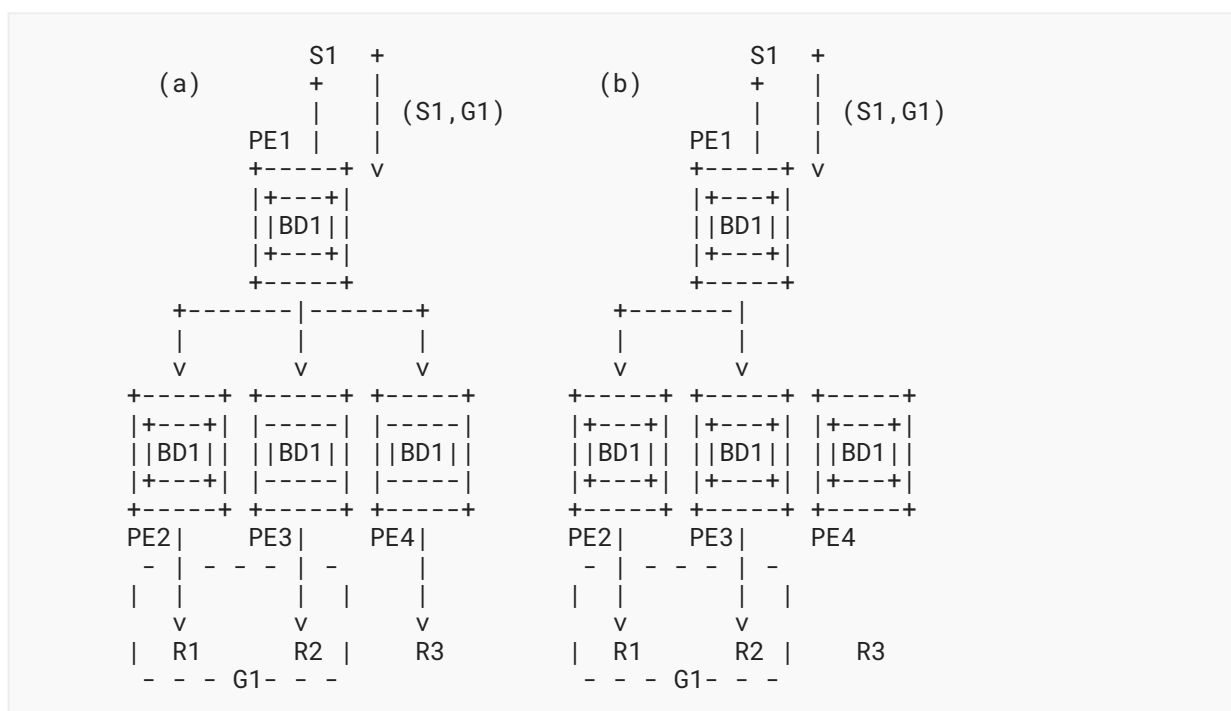 S1   +                          S1   +
     (a)         +    |              (b)         +    |
                 |    | (S1,G1)                  |    | (S1,G1)
            PE1  |    |                     PE1  |    |
            +-----+ v                       +-----+ v
            |+---+|                         |+---+|
            ||BD1||                         ||BD1||
            |+---+|                         |+---+|
            +-----+                         +-----+
       +-------|-------+               +-------|
       |       |       |               |       |
       v       v       v               v       v
    +-----+ +-----+ +-----+         +-----+ +-----+ +-----+
    |+---+| |-----| |-----|         |+---+| |+---+| |+---+|
    ||BD1|| ||BD1|| ||BD1||         ||BD1|| ||BD1|| ||BD1||
    |+---+| |-----| |-----|         |+---+| |+---+| |+---+|
    +-----+ +-----+ +-----+         +-----+ +-----+ +-----+
    PE2|    PE3|    PE4|            PE2|    PE3|    PE4
     - | - - - | -     |             - | - - - | -
    |  |       |  |    |            |  |       |  |
       v       v       v               v       v
    |  R1      R2 |    R3           |  R1      R2 |    R3
     - - - G1- - -                   - - - G1- - -